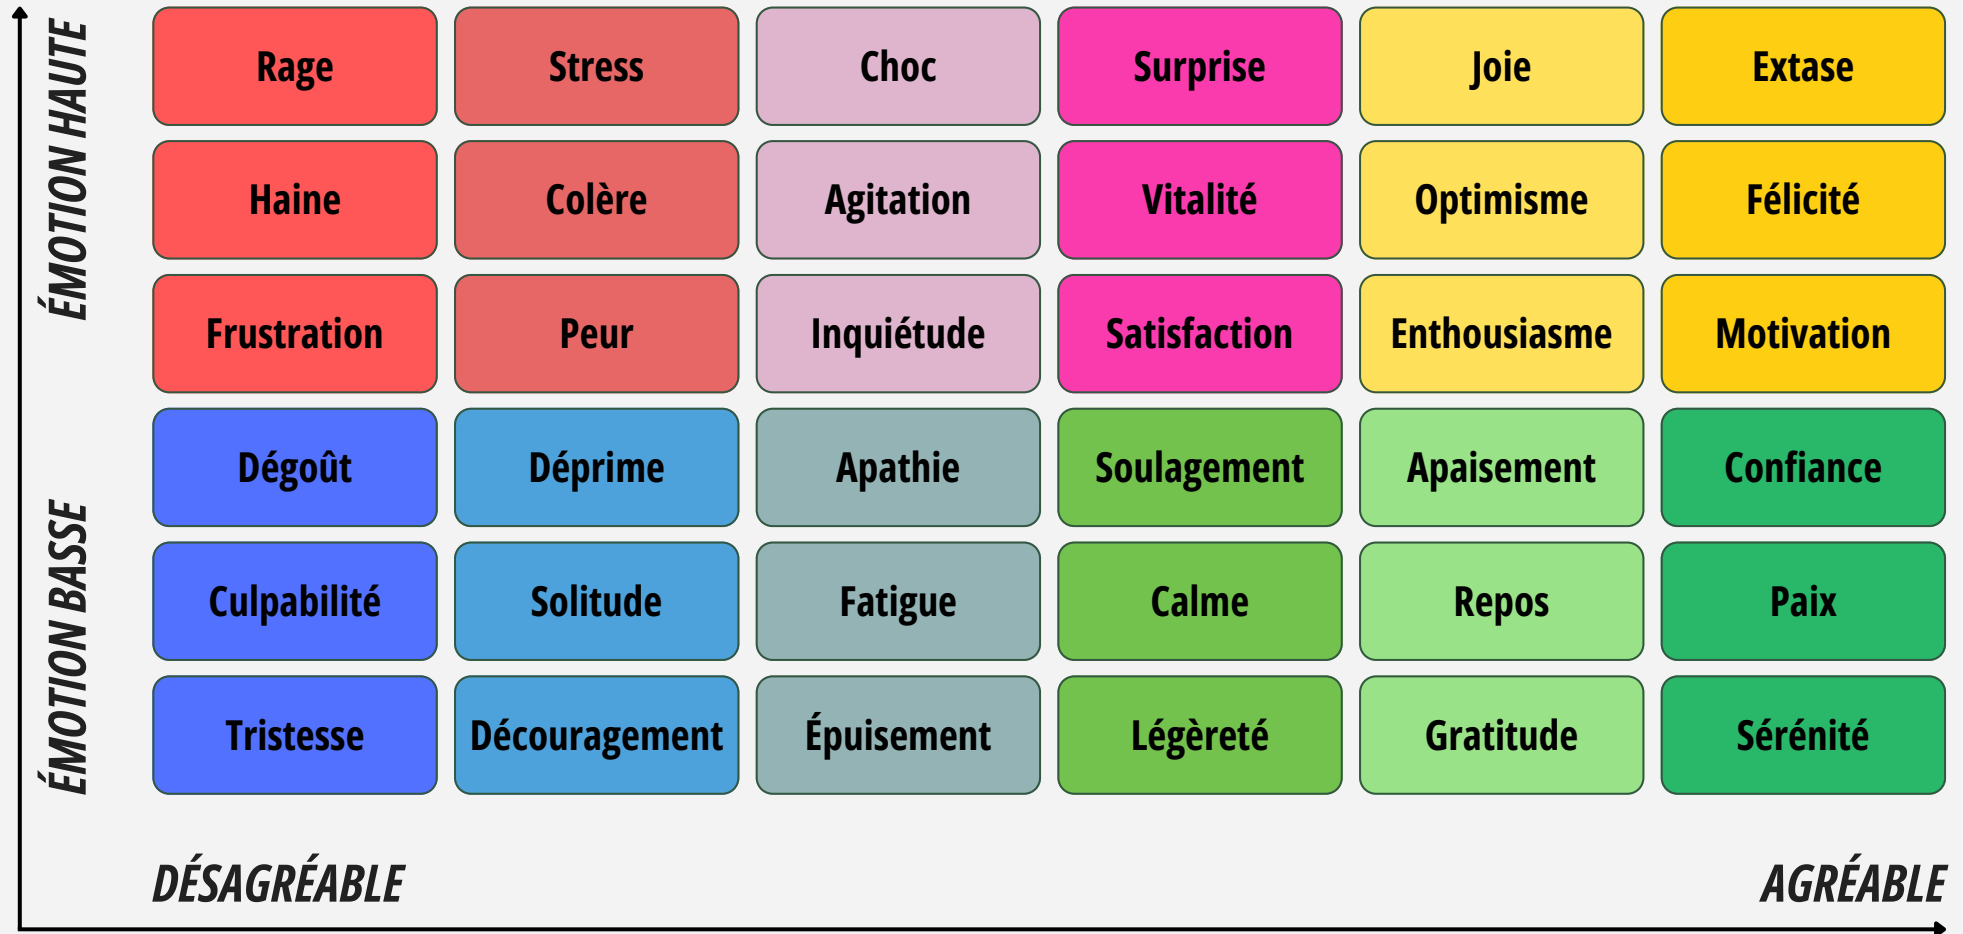 ÉMOTION HAUTE
Rage Stress Choc Surprise Joie Extase
Haine Colère Agitation Vitalité Optimisme Félicité
Frustration Peur Inquiétude Satisfaction Enthousiasme Motivation
ÉMOTION BASSE
Dégoût Déprime Apathie Soulagement Apaisement Confiance
Culpabilité Solitude Fatigue Calme Repos Paix
Tristesse Découragement Épuisement Légèreté Gratitude Sérénité
DÉSAGRÉABLE AGRÉABLE